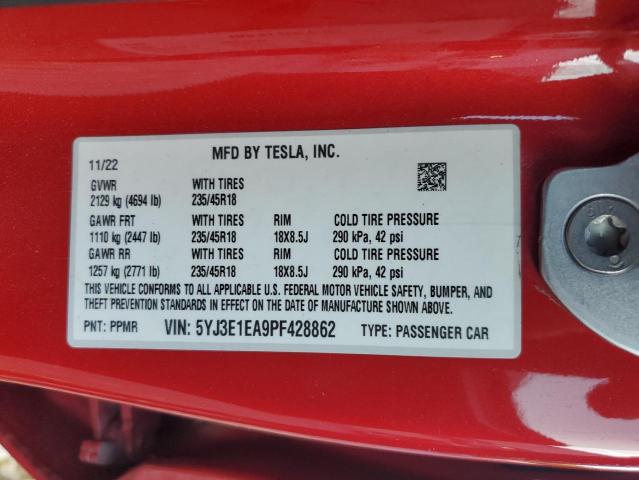 MFD BY TESLA, INC.
11/22
GVWR WITH TIRES
2129 kg (4694 lb) 235/45R18
GAWR FRT WITH TIRES RIM COLD TIRE PRESSURE
1110 kg (2447 lb) 235/45R18 18X8.5J 290 kPa, 42 psi
GAWR RR WITH TIRES RIM COLD TIRE PRESSURE
1257 kg (2771 lb) 235/45R18 18X8.5J 290 kPa, 42 psi
THIS VEHICLE CONFORMS TO ALL APPLICABLE U.S. FEDERAL MOTOR VEHICLE SAFETY, BUMPER, AND
THEFT PREVENTION STANDARDS IN EFFECT ON THE DATE OF MANUFACTURE SHOWN ABOVE.
PNT: PPMR VIN: 5YJ3E1EA9PF428862 TYPE: PASSENGER CAR